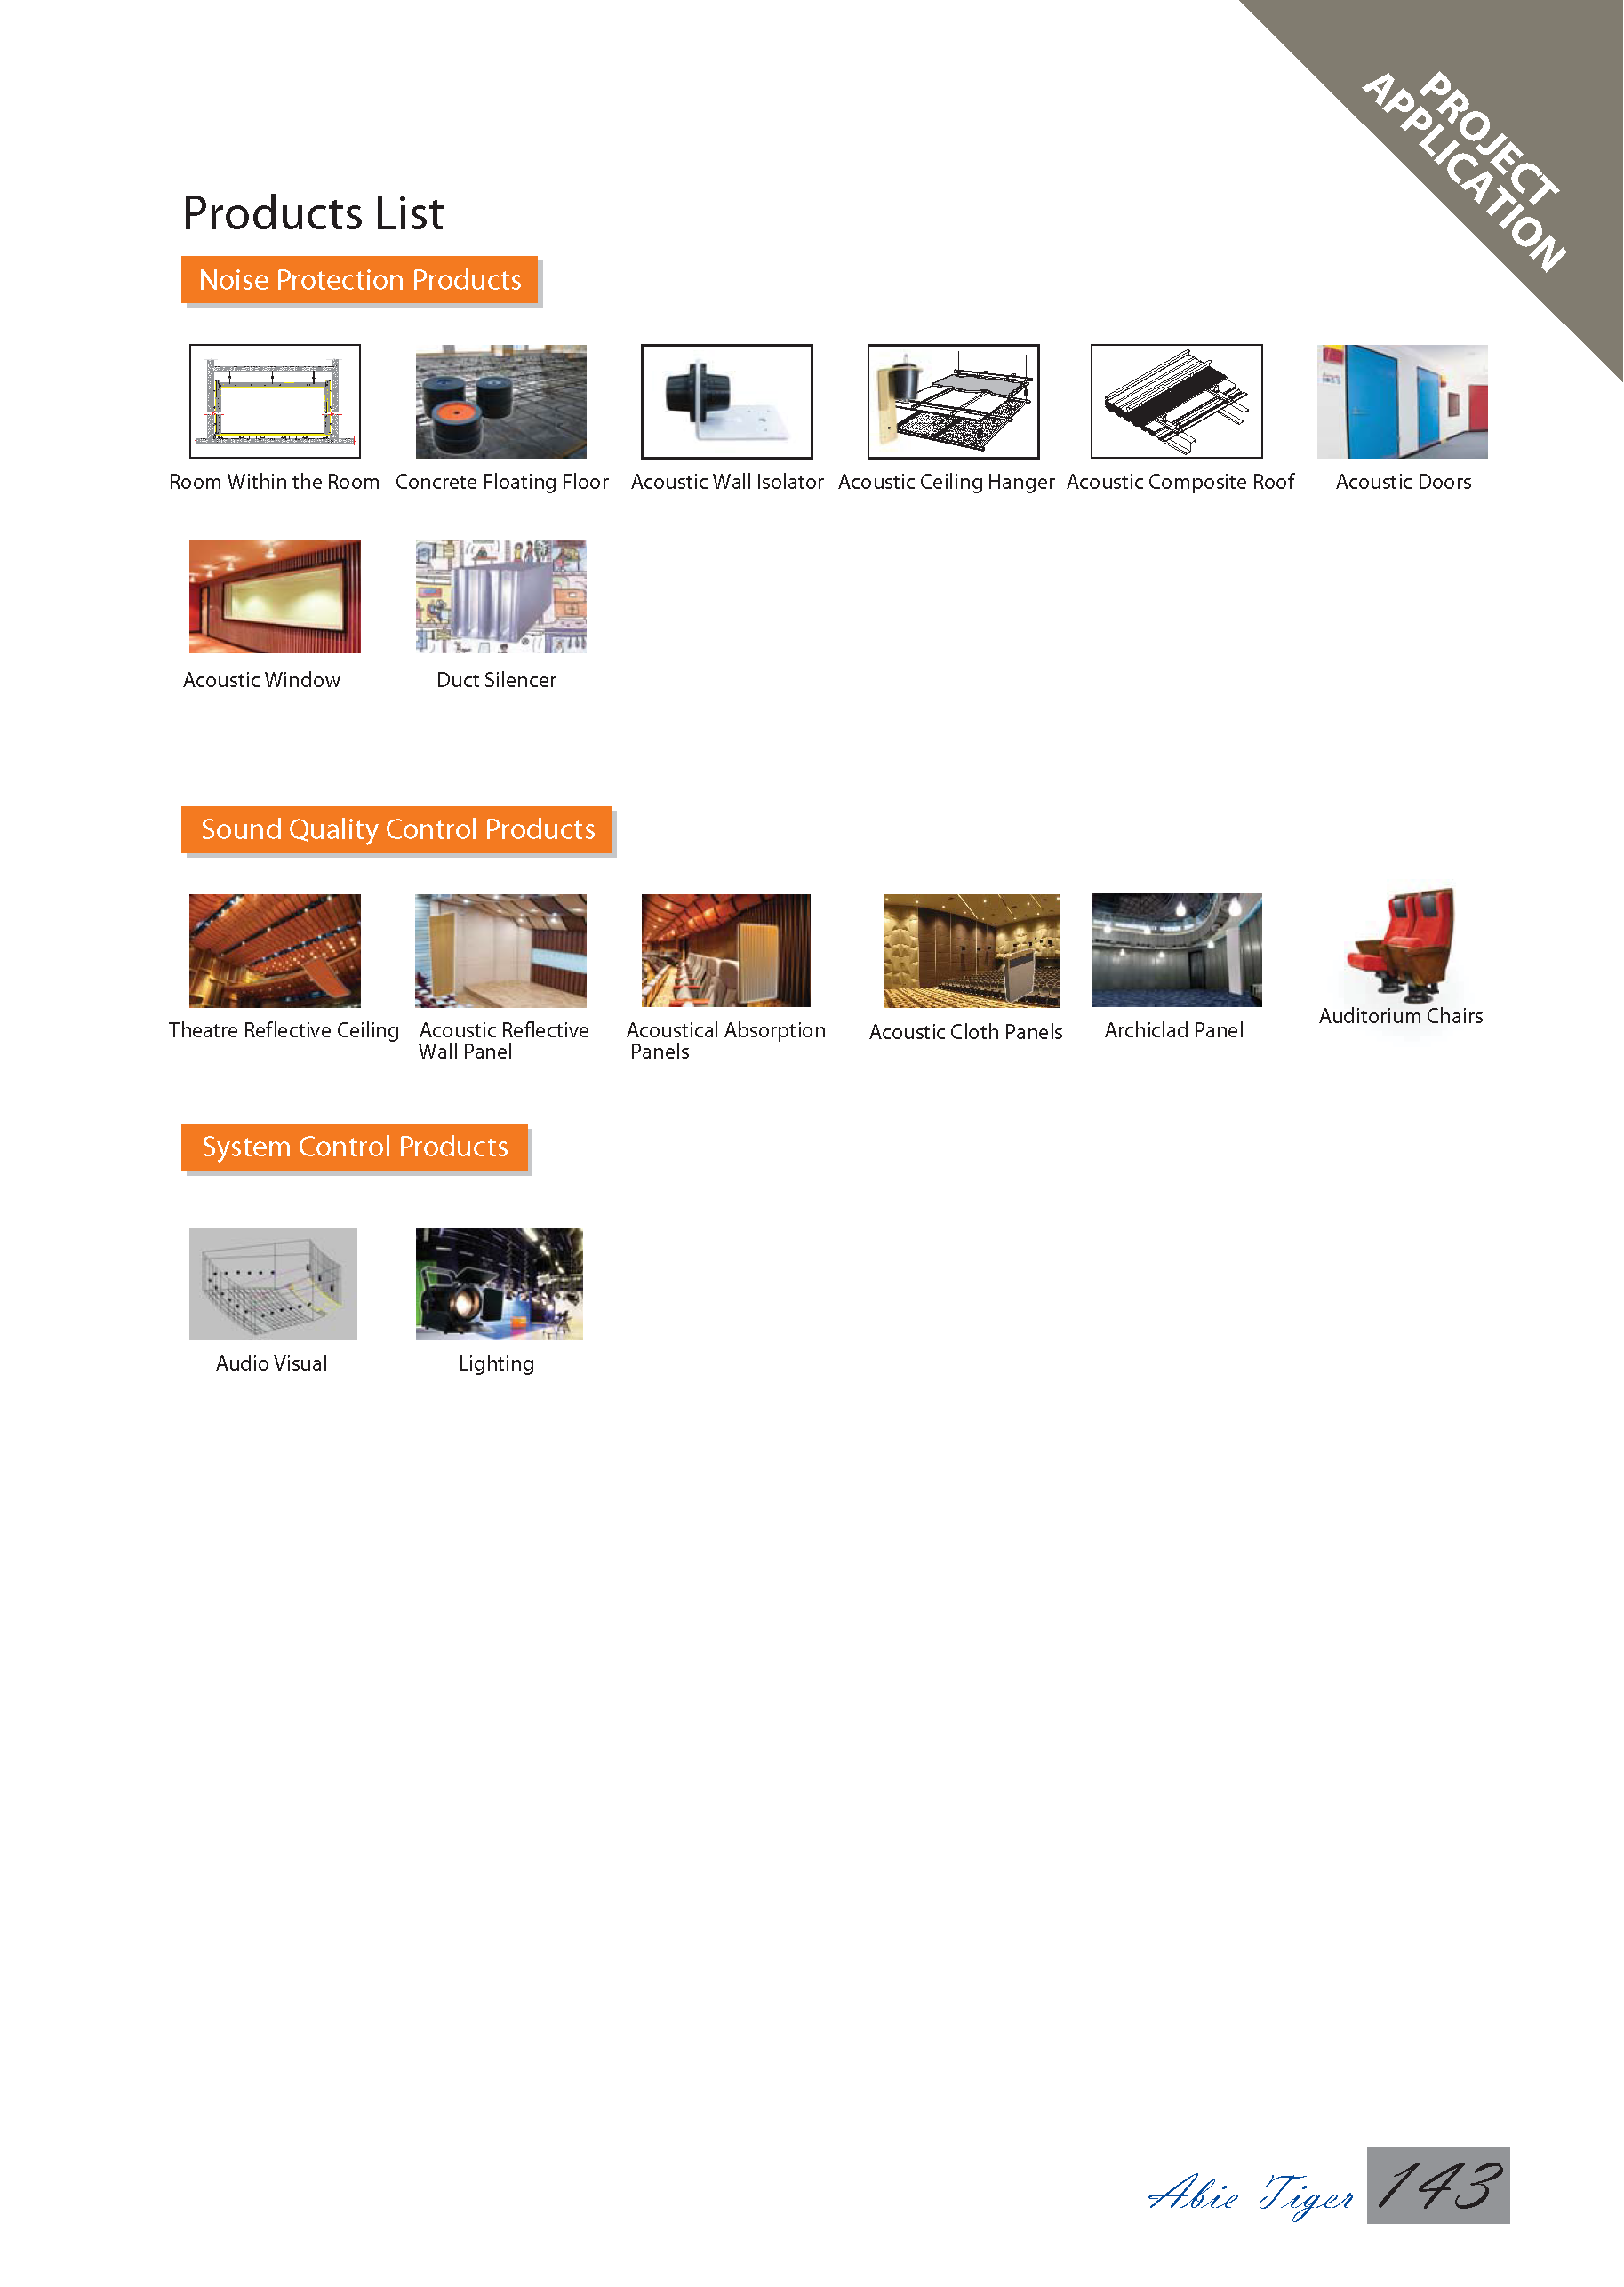 PROJECT
APPLICATION
Products List
Noise Protection Products
Room Within the Room
Concrete Floating Floor
Acoustic Wall Isolator
Acoustic Ceiling Hanger
Acoustic Composite Roof
Acoustic Doors
Acoustic Window
Duct Silencer
Sound Quality Control Products
Theatre Reflective Ceiling
Acoustic Reflective
Wall Panel
Acoustical Absorption
Panels
Acoustic Cloth Panels
Archiclad Panel
Auditorium Chairs
System Control Products
Audio Visual
Lighting
Abie Tiger
143